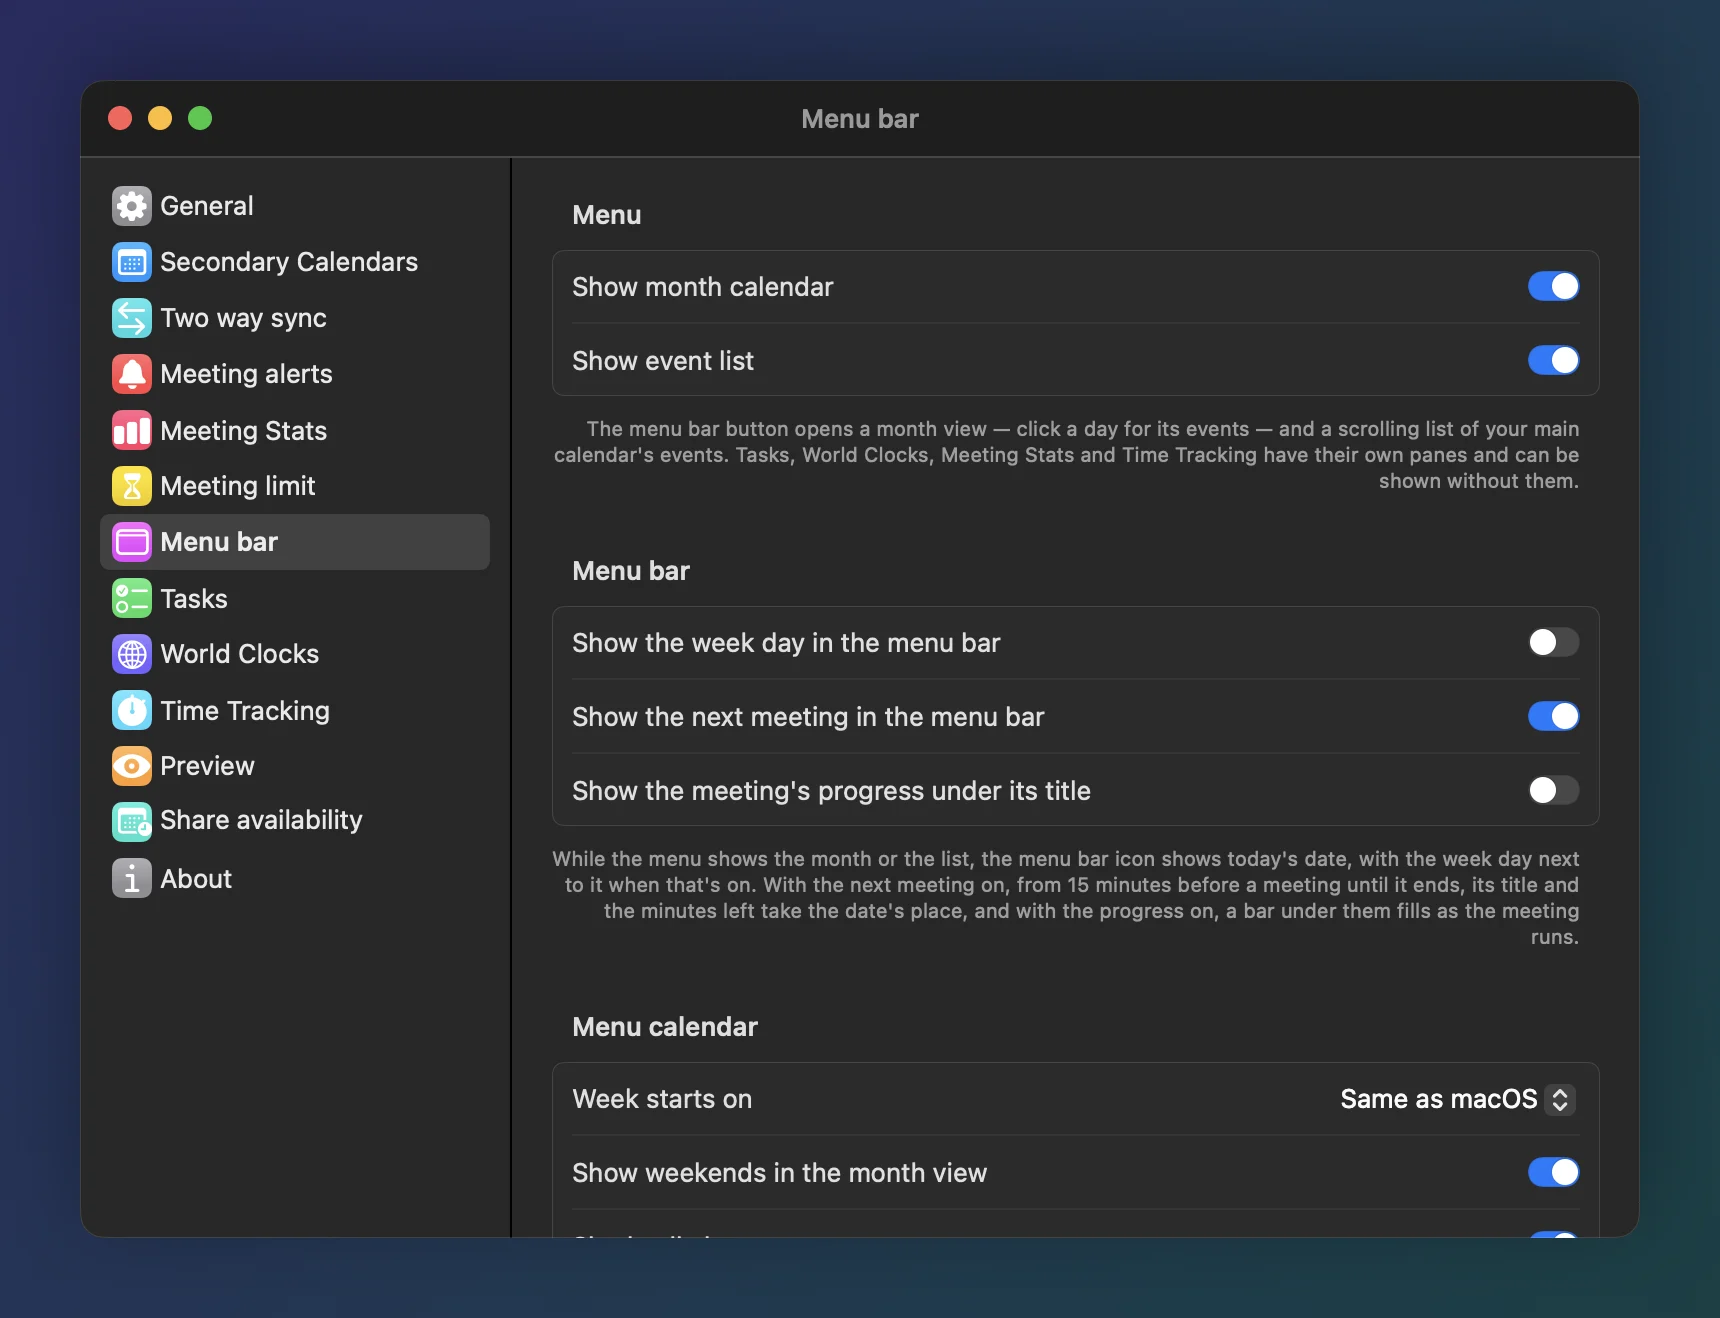 Menu bar
General
Secondary Calendars
Two way sync
Meeting alerts
Meeting Stats
Meeting limit
Menu bar
Tasks
World Clocks
Time Tracking
Preview
Share availability
About
Menu
Show month calendar
Show event list
The menu bar button opens a month view — click a day for its events — and a scrolling list of your main
calendar's events. Tasks, World Clocks, Meeting Stats and Time Tracking have their own panes and can be
shown without them.
Menu bar
Show the week day in the menu bar
Show the next meeting in the menu bar
Show the meeting's progress under its title
While the menu shows the month or the list, the menu bar icon shows today's date, with the week day next
to it when that's on. With the next meeting on, from 15 minutes before a meeting until it ends, its title and
the minutes left take the date's place, and with the progress on, a bar under them fills as the meeting
runs.
Menu calendar
Week starts on
Same as macOS
Show weekends in the month view